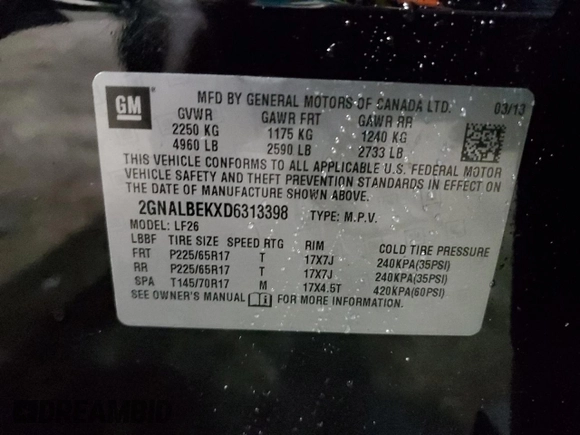 GM
MFD BY GENERAL MOTORS OF CANADA LTD. 03/13
GVWR GAWR FRT GAWR RR
2250 KG 1175 KG 1240 KG
4960 LB 2590 LB 2733 LB
THIS VEHICLE CONFORMS TO ALL APPLICABLE U.S. FEDERAL MOTOR
VEHICLE SAFETY AND THEFT PREVENTION STANDARDS IN EFFECT ON
THE DATE OF MANUFACTURE SHOWN ABOVE.
2GNALBEKXD6313398 TYPE: M.P.V.
MODEL: LF26
LBBF TIRE SIZE SPEED RTG RIM COLD TIRE PRESSURE
FRT P225/65R17 T 17X7J 240KPA(35PSI)
RR P225/65R17 T 17X7J 240KPA(35PSI)
SPA T145/70R17 M 17X4.5T 420KPA(60PSI)
SEE OWNER'S MANUAL FOR MORE INFORMATION.
DREAMBID